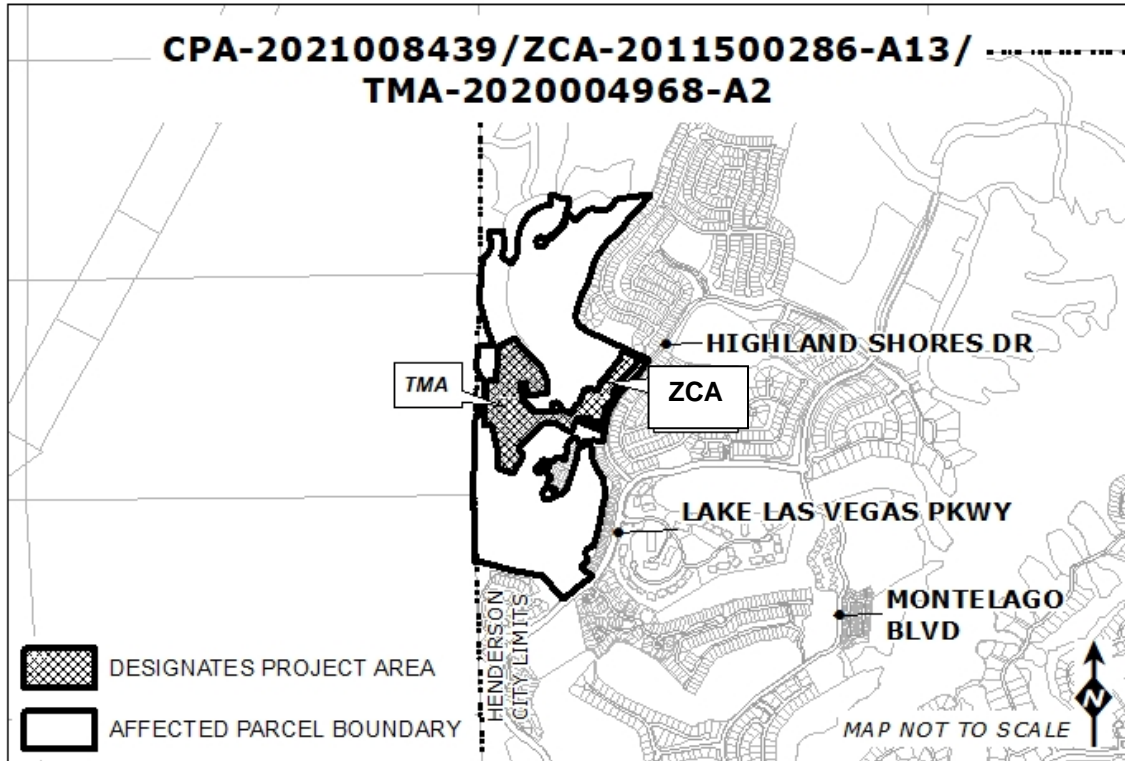 CPA-2021008439/ZCA-2011500286-A13/
TMA-2020004968-A2
HIGHLAND SHORES DR
TMA
ZCA
LAKE LAS VEGAS PKWY
MONTELAGO
BLVD
HENDERSON
CITY LIMITS
DESIGNATES PROJECT AREA
AFFECTED PARCEL BOUNDARY
MAP NOT TO SCALE
N